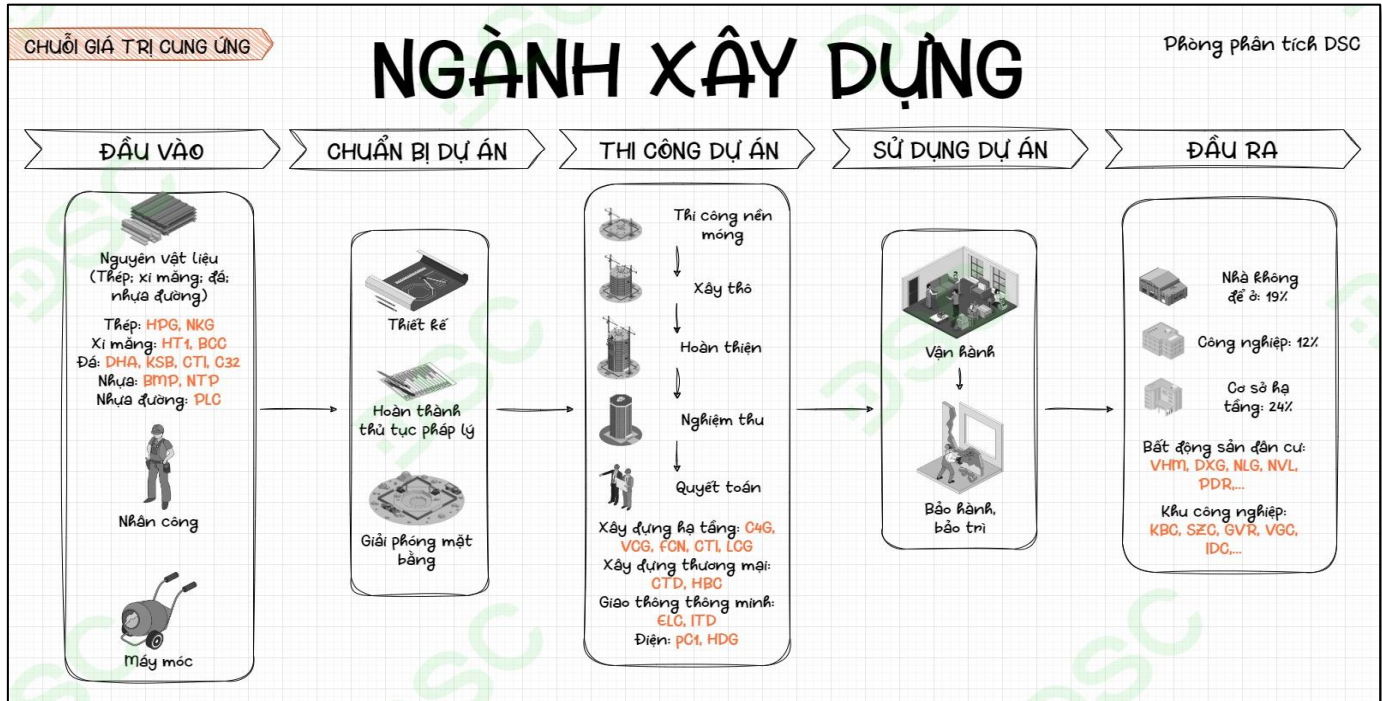 CHUỖI GIÁ TRỊ CUNG ỨNG
NGÀNH XÂY DỰNG
Phòng phân tích DSC
ĐẦU VÀO
Nguyên vật liệu
(Thép; xi măng; đá;
nhựa đường)
Thép: HPG, NKG
Xi măng: HT1, BCC
Đá: DHA, KSB, CTI, C32
Nhựa: BMP, NTP
Nhựa đường: PLC
Nhân công
Máy móc
CHUẨN BỊ DỰ ÁN
Thiết kế
Hoàn thành
thủ tục pháp lý
Giải phóng mặt
bằng
THI CÔNG DỰ ÁN
Thi công nền
móng
Xây thô
Hoàn thiện
Nghiệm thu
Quyết toán
Xây dựng hạ tầng: C4G,
VCG, FCN, CTI, LCG
Xây dựng thương mại:
CTD, HBC
Giao thông thông minh:
ELC, ITD
Điện: PC1, HDG
SỬ DỤNG DỰ ÁN
Vận hành
Bảo hành,
bảo trì
ĐẦU RA
Nhà không
để ở: 19%
Công nghiệp: 12%
Cơ sở hạ
tầng: 24%
Bất động sản dân cư:
VHM, DXG, NLG, NVL,
PDR,...
Khu công nghiệp:
KBC, SZC, GVR, VGC,
IDC,...
DSC
DSC
DSC
DSC
DSC
DSC